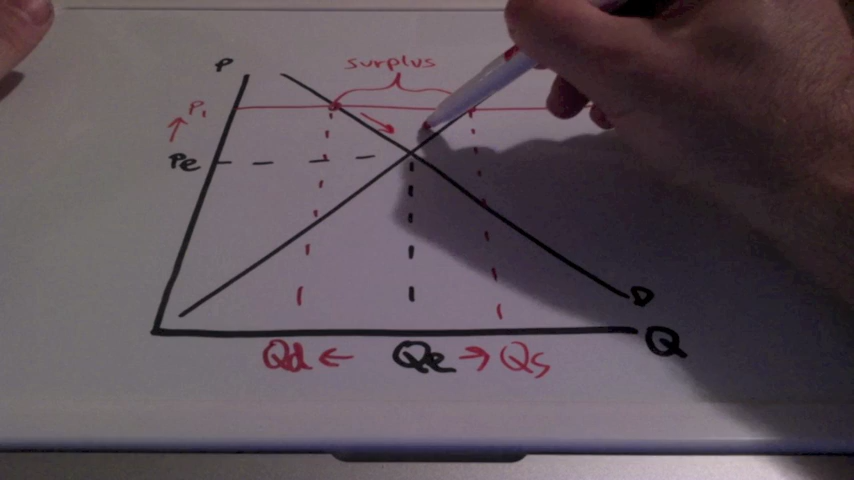 P
surplus
P1
Pe
D
Q
Qd ← Qe → Qs